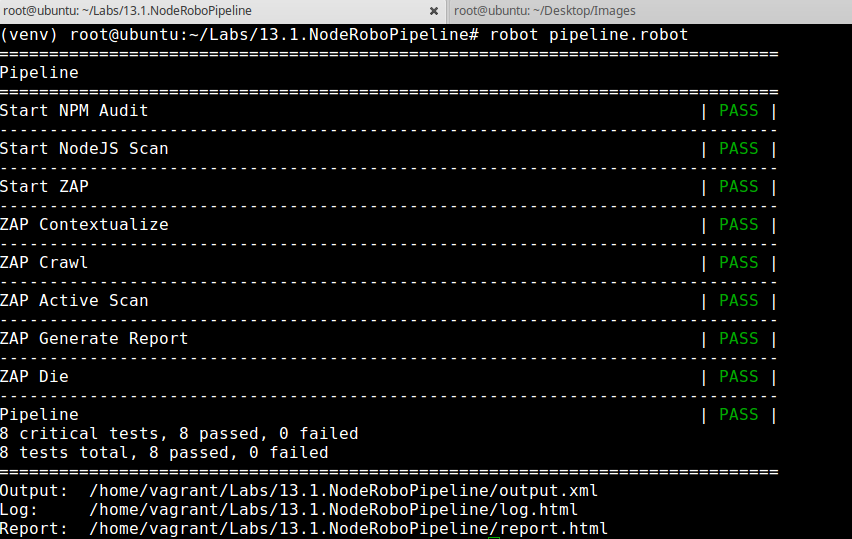 root@ubuntu: ~/Labs/13.1.NodeRoboPipeline × root@ubuntu: ~/Desktop/Images
(venv) root@ubuntu:~/Labs/13.1.NodeRoboPipeline# robot pipeline.robot
==============================================================================
Pipeline
==============================================================================
Start NPM Audit | PASS |
------------------------------------------------------------------------------
Start NodeJS Scan | PASS |
------------------------------------------------------------------------------
Start ZAP | PASS |
------------------------------------------------------------------------------
ZAP Contextualize | PASS |
------------------------------------------------------------------------------
ZAP Crawl | PASS |
------------------------------------------------------------------------------
ZAP Active Scan | PASS |
------------------------------------------------------------------------------
ZAP Generate Report | PASS |
------------------------------------------------------------------------------
ZAP Die | PASS |
------------------------------------------------------------------------------
Pipeline | PASS |
8 critical tests, 8 passed, 0 failed
8 tests total, 8 passed, 0 failed
==============================================================================
Output: /home/vagrant/Labs/13.1.NodeRoboPipeline/output.xml
Log: /home/vagrant/Labs/13.1.NodeRoboPipeline/log.html
Report: /home/vagrant/Labs/13.1.NodeRoboPipeline/report.html